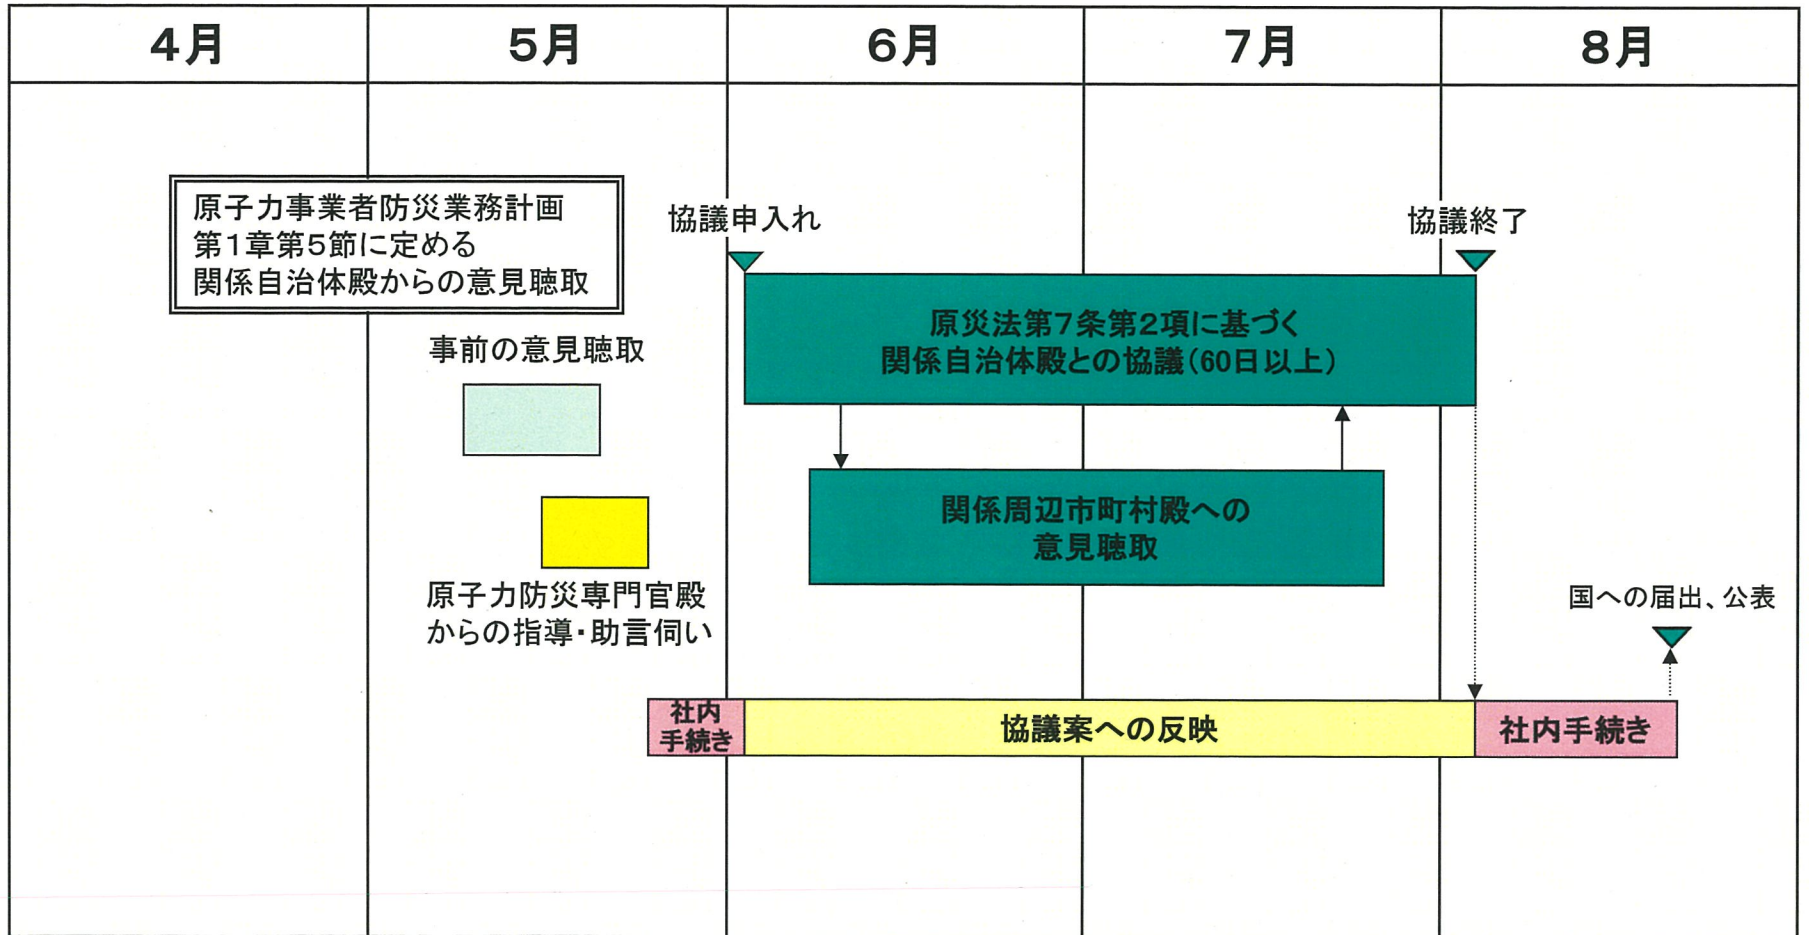 4月
5月
6月
7月
8月
原子力事業者防災業務計画
第1章第5節に定める
関係自治体殿からの意見聴取
協議申入れ
協議終了
原災法第7条第2項に基づく
関係自治体殿との協議(60日以上)
事前の意見聴取
関係周辺市町村殿への
意見聴取
原子力防災専門官殿
からの指導・助言伺い
国への届出、公表
社内
手続き
協議案への反映
社内手続き